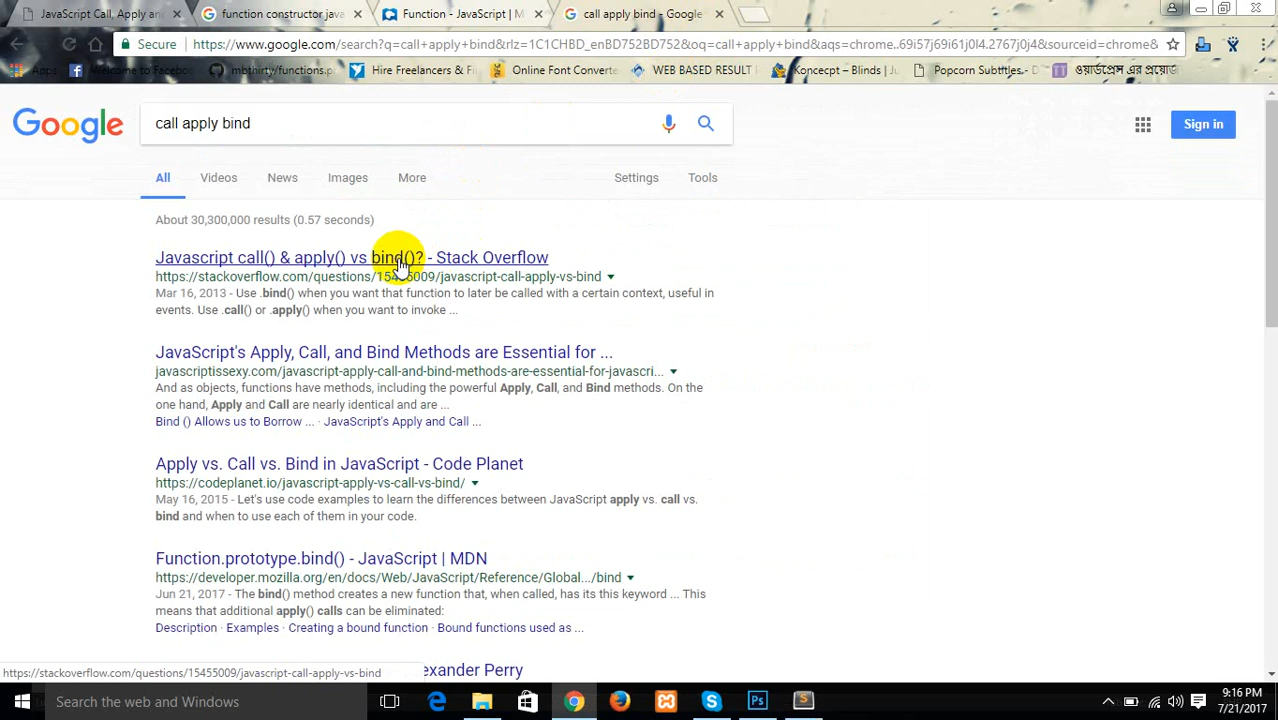 JavaScript Call, Apply and
function constructor java
Function - JavaScript | M
call apply bind - Google
Secure
https://www.google.com/search?q=call+apply+bind&rlz=1C1CHBD_enBD752BD752&oq=call+apply+bind&aqs=chrome..69i57j69i61j0l4.2767j0j4&sourceid=chrome&
Apps
Welcome to Facebook
mbthirty/functions.p
Hire Freelancers & Fi
Online Font Converte
WEB BASED RESULT
Koncepct – Blinds | Ju
Popcorn Subtitles. - D
ওয়ার্ডপ্রেস এর প্রয়ো
Google
call apply bind
Sign in
All
Videos
News
Images
More
Settings
Tools
About 30,300,000 results (0.57 seconds)
Javascript call() & apply() vs bind()? - Stack Overflow
https://stackoverflow.com/questions/15455009/javascript-call-apply-vs-bind
Mar 16, 2013 - Use .bind() when you want that function to later be called with a certain context, useful in
events. Use .call() or .apply() when you want to invoke ...
JavaScript's Apply, Call, and Bind Methods are Essential for ...
javascriptissexy.com/javascript-apply-call-and-bind-methods-are-essential-for-javascri...
And as objects, functions have methods, including the powerful Apply, Call, and Bind methods. On the
one hand, Apply and Call are nearly identical and are ...
Bind () Allows us to Borrow ... · JavaScript's Apply and Call ...
Apply vs. Call vs. Bind in JavaScript - Code Planet
https://codeplanet.io/javascript-apply-vs-call-vs-bind/
May 16, 2015 - Let's use code examples to learn the differences between JavaScript apply vs. call vs.
bind and when to use each of them in your code.
Function.prototype.bind() - JavaScript | MDN
https://developer.mozilla.org/en/docs/Web/JavaScript/Reference/Global.../bind
Jun 21, 2017 - The bind() method creates a new function that, when called, has its this keyword ... This
means that additional apply() calls can be eliminated:
Description · Examples · Creating a bound function · Bound functions used as ...
exander Perry
https://stackoverflow.com/questions/15455009/javascript-call-apply-vs-bind
Search the web and Windows
9:16 PM
7/21/2017